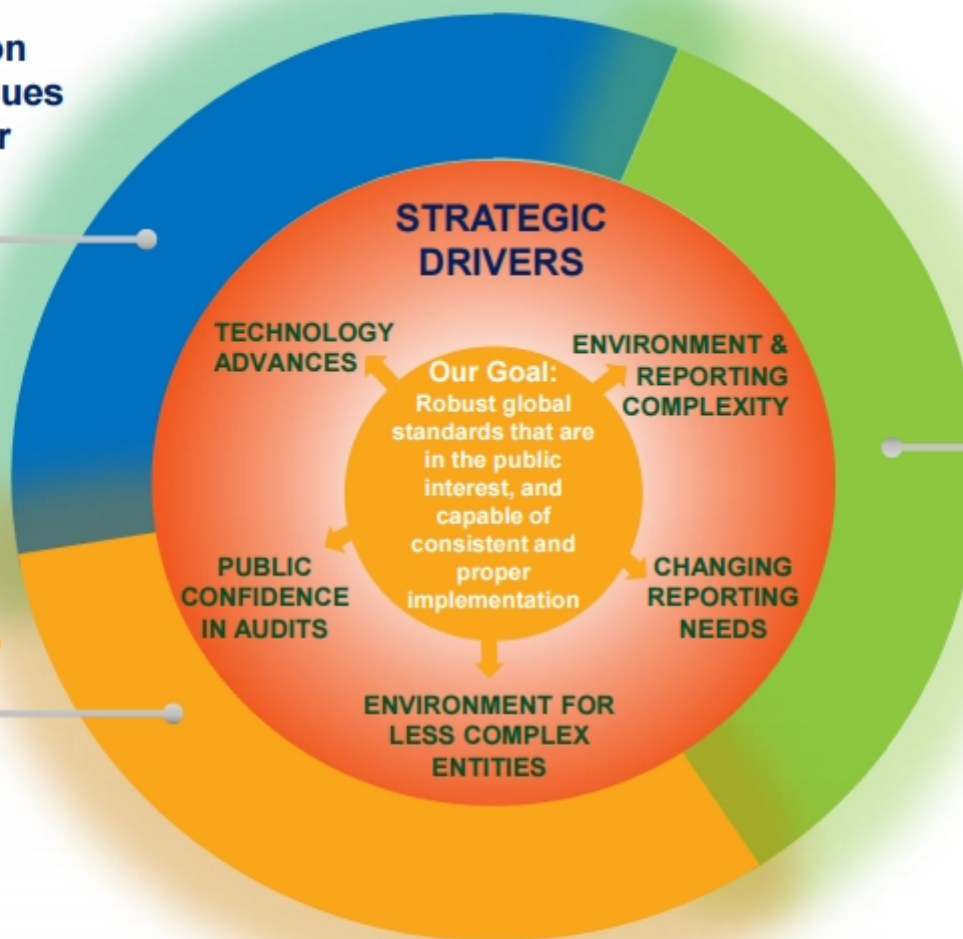 STRATEGIC
DRIVERS
TECHNOLOGY
ADVANCES
ENVIRONMENT &
REPORTING
COMPLEXITY
Our Goal:
Robust global
standards that are
in the public
interest, and
capable of
consistent and
proper
implementation
PUBLIC
CONFIDENCE
IN AUDITS
CHANGING
REPORTING
NEEDS
ENVIRONMENT FOR
LESS COMPLEX
ENTITIES